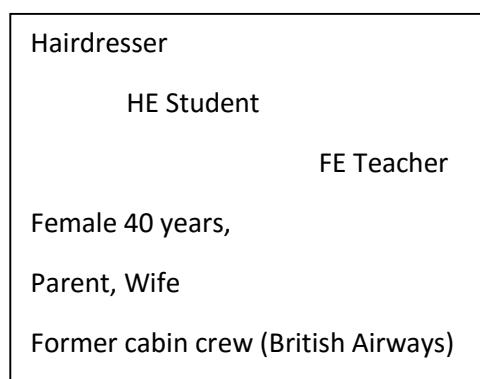 Hairdresser
HE Student
FE Teacher
Female 40 years,
Parent, Wife
Former cabin crew (British Airways)